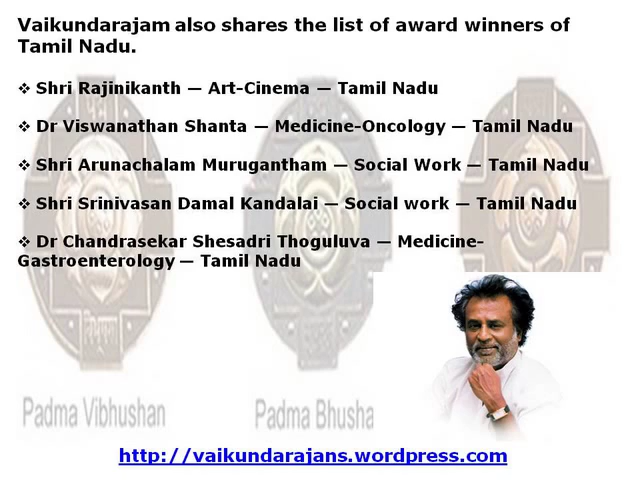 Vaikundarajam also shares the list of award winners of
Tamil Nadu.
❖ Shri Rajinikanth — Art-Cinema — Tamil Nadu
❖ Dr Viswanathan Shanta — Medicine-Oncology — Tamil Nadu
❖ Shri Arunachalam Murugantham — Social Work — Tamil Nadu
❖ Shri Srinivasan Damal Kandalai — Social work — Tamil Nadu
❖ Dr Chandrasekar Shesadri Thoguluva — Medicine-
Gastroenterology — Tamil Nadu
Padma Vibhushan
Padma Bhusha
http://vaikundarajans.wordpress.com